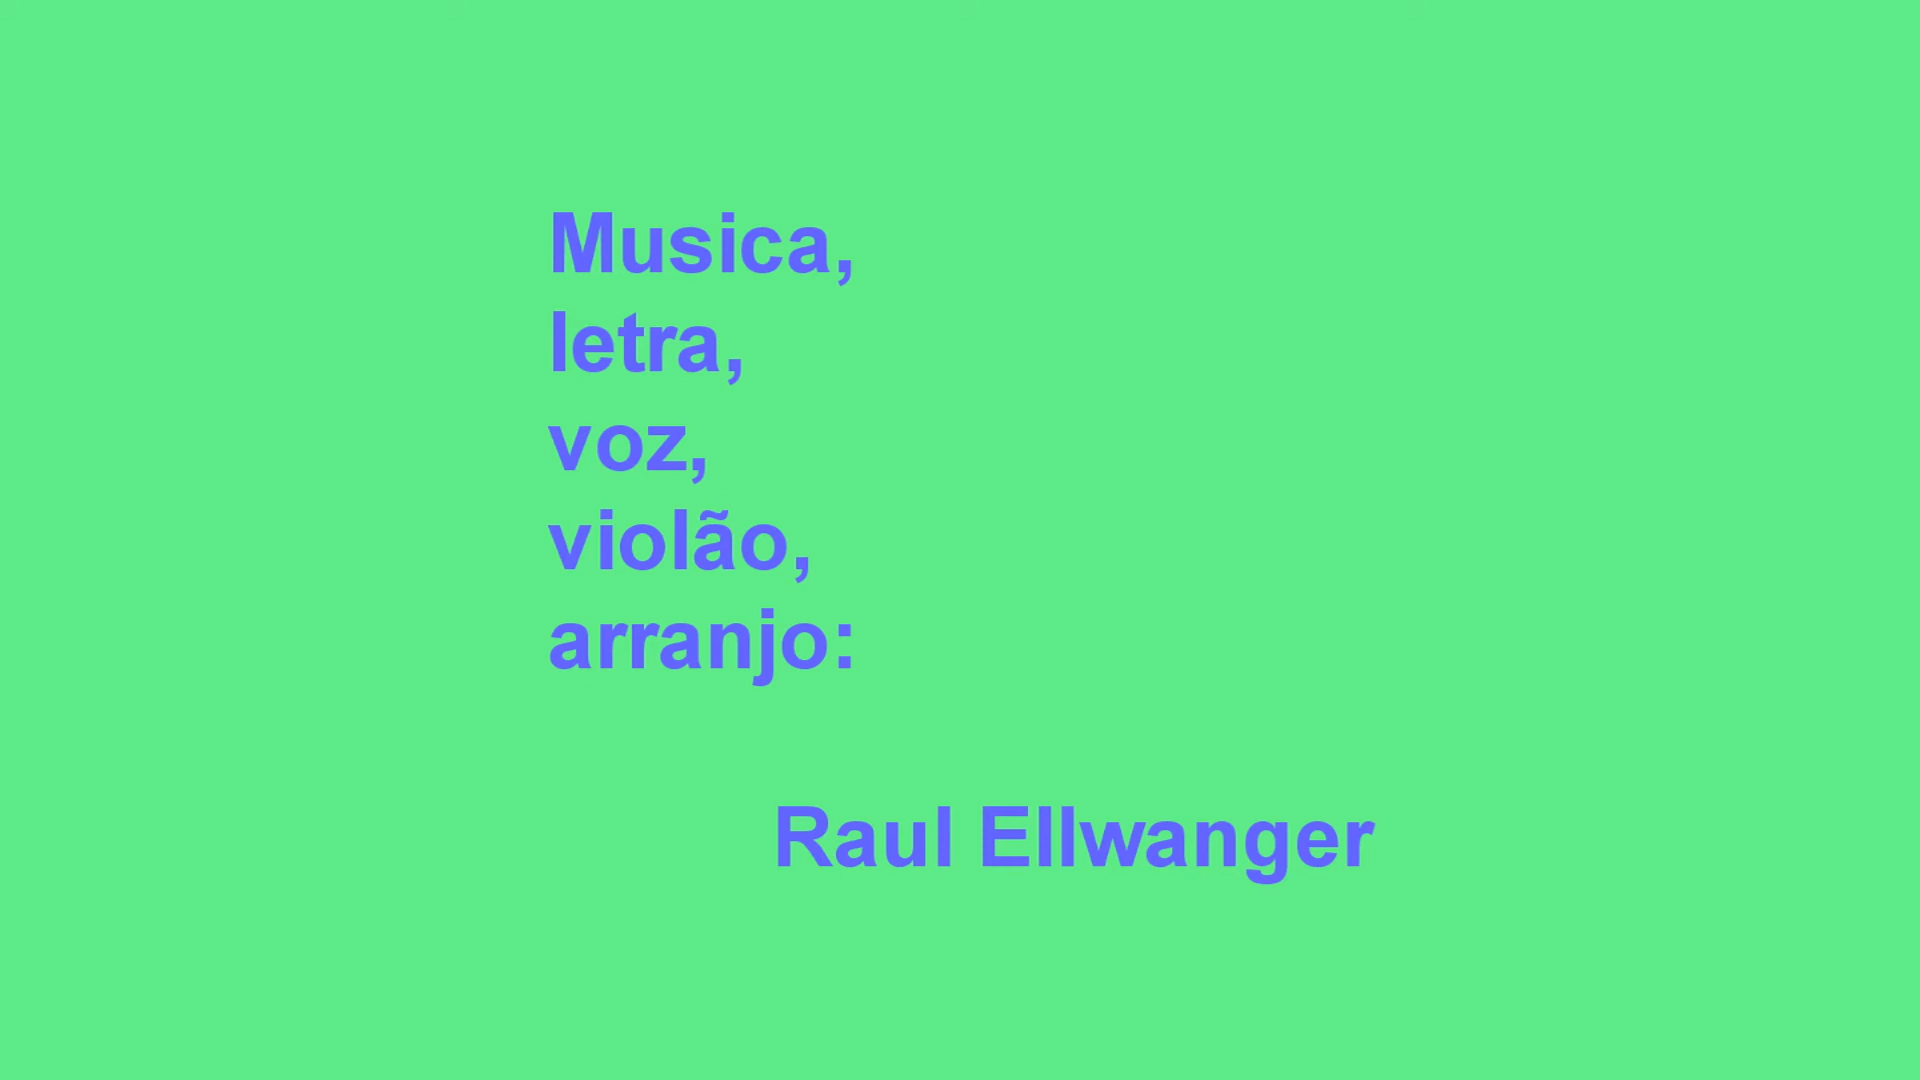 Musica,
letra,
voz,
violão,
arranjo:
Raul Ellwanger